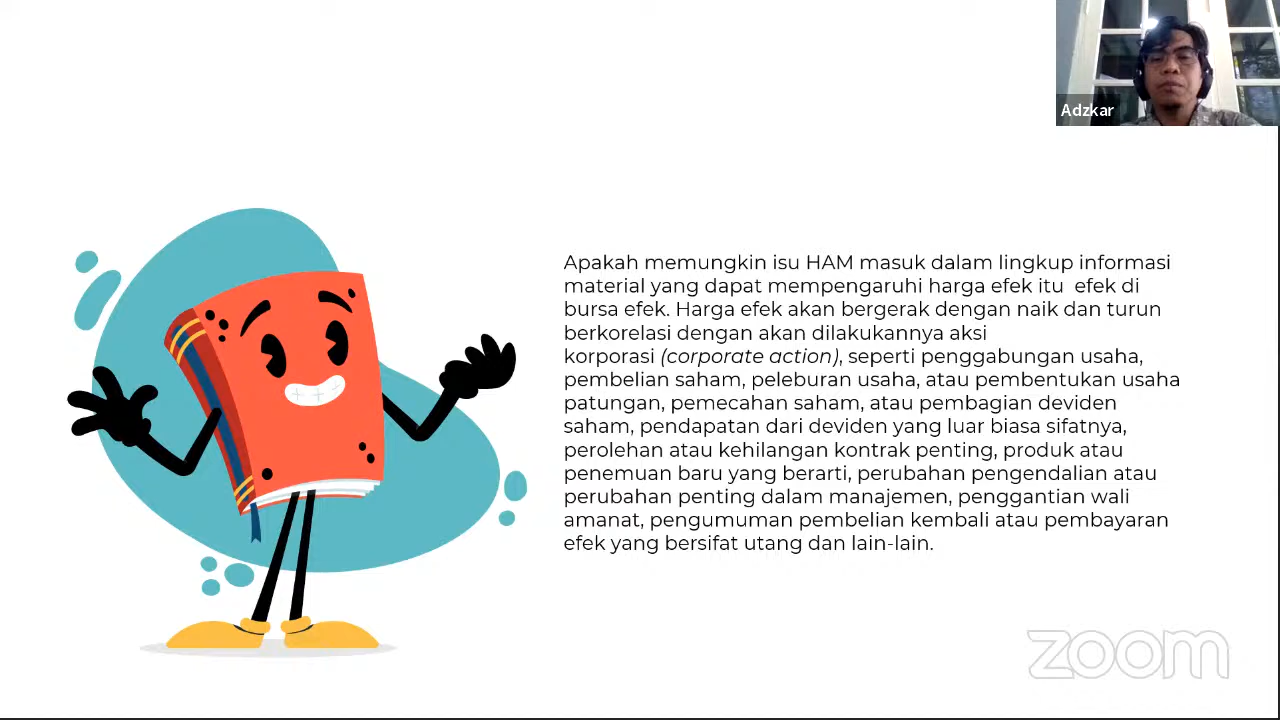 Adzkar
Apakah memungkin isu HAM masuk dalam lingkup informasi
material yang dapat mempengaruhi harga efek itu  efek di
bursa efek. Harga efek akan bergerak dengan naik dan turun
berkorelasi dengan akan dilakukannya aksi
korporasi (corporate action), seperti penggabungan usaha,
pembelian saham, peleburan usaha, atau pembentukan usaha
patungan, pemecahan saham, atau pembagian deviden
saham, pendapatan dari deviden yang luar biasa sifatnya,
perolehan atau kehilangan kontrak penting, produk atau
penemuan baru yang berarti, perubahan pengendalian atau
perubahan penting dalam manajemen, penggantian wali
amanat, pengumuman pembelian kembali atau pembayaran
efek yang bersifat utang dan lain-lain.
zoom